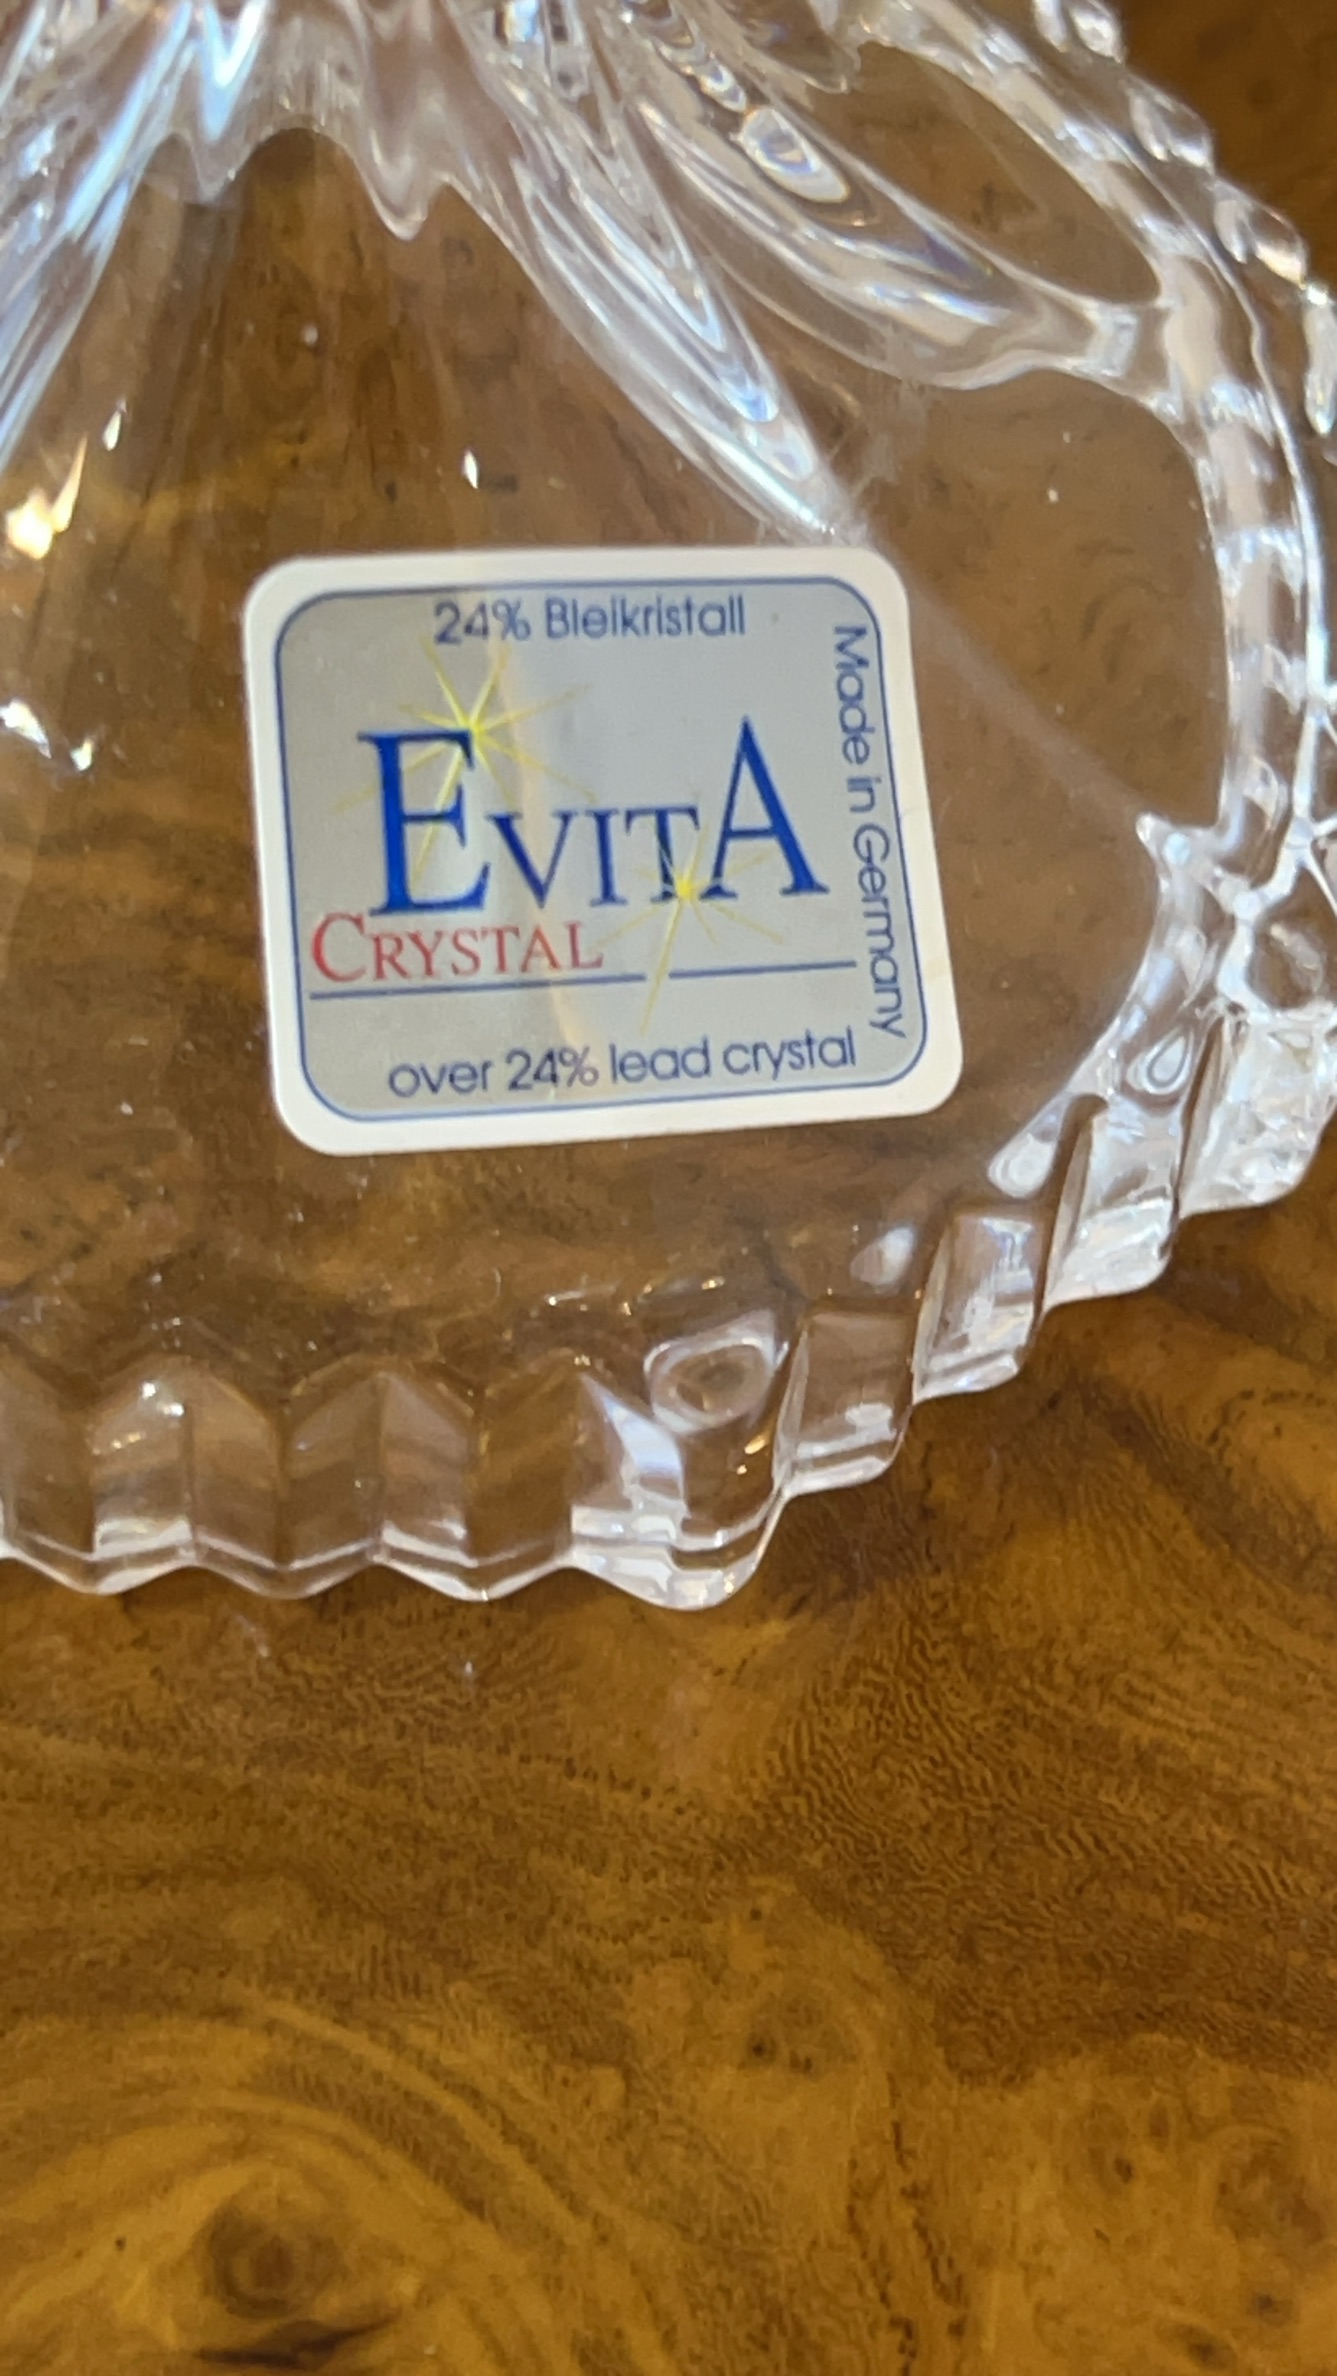 24% Bleikristall
Made in Germany
EVITA
CRYSTAL
over 24% lead crystal